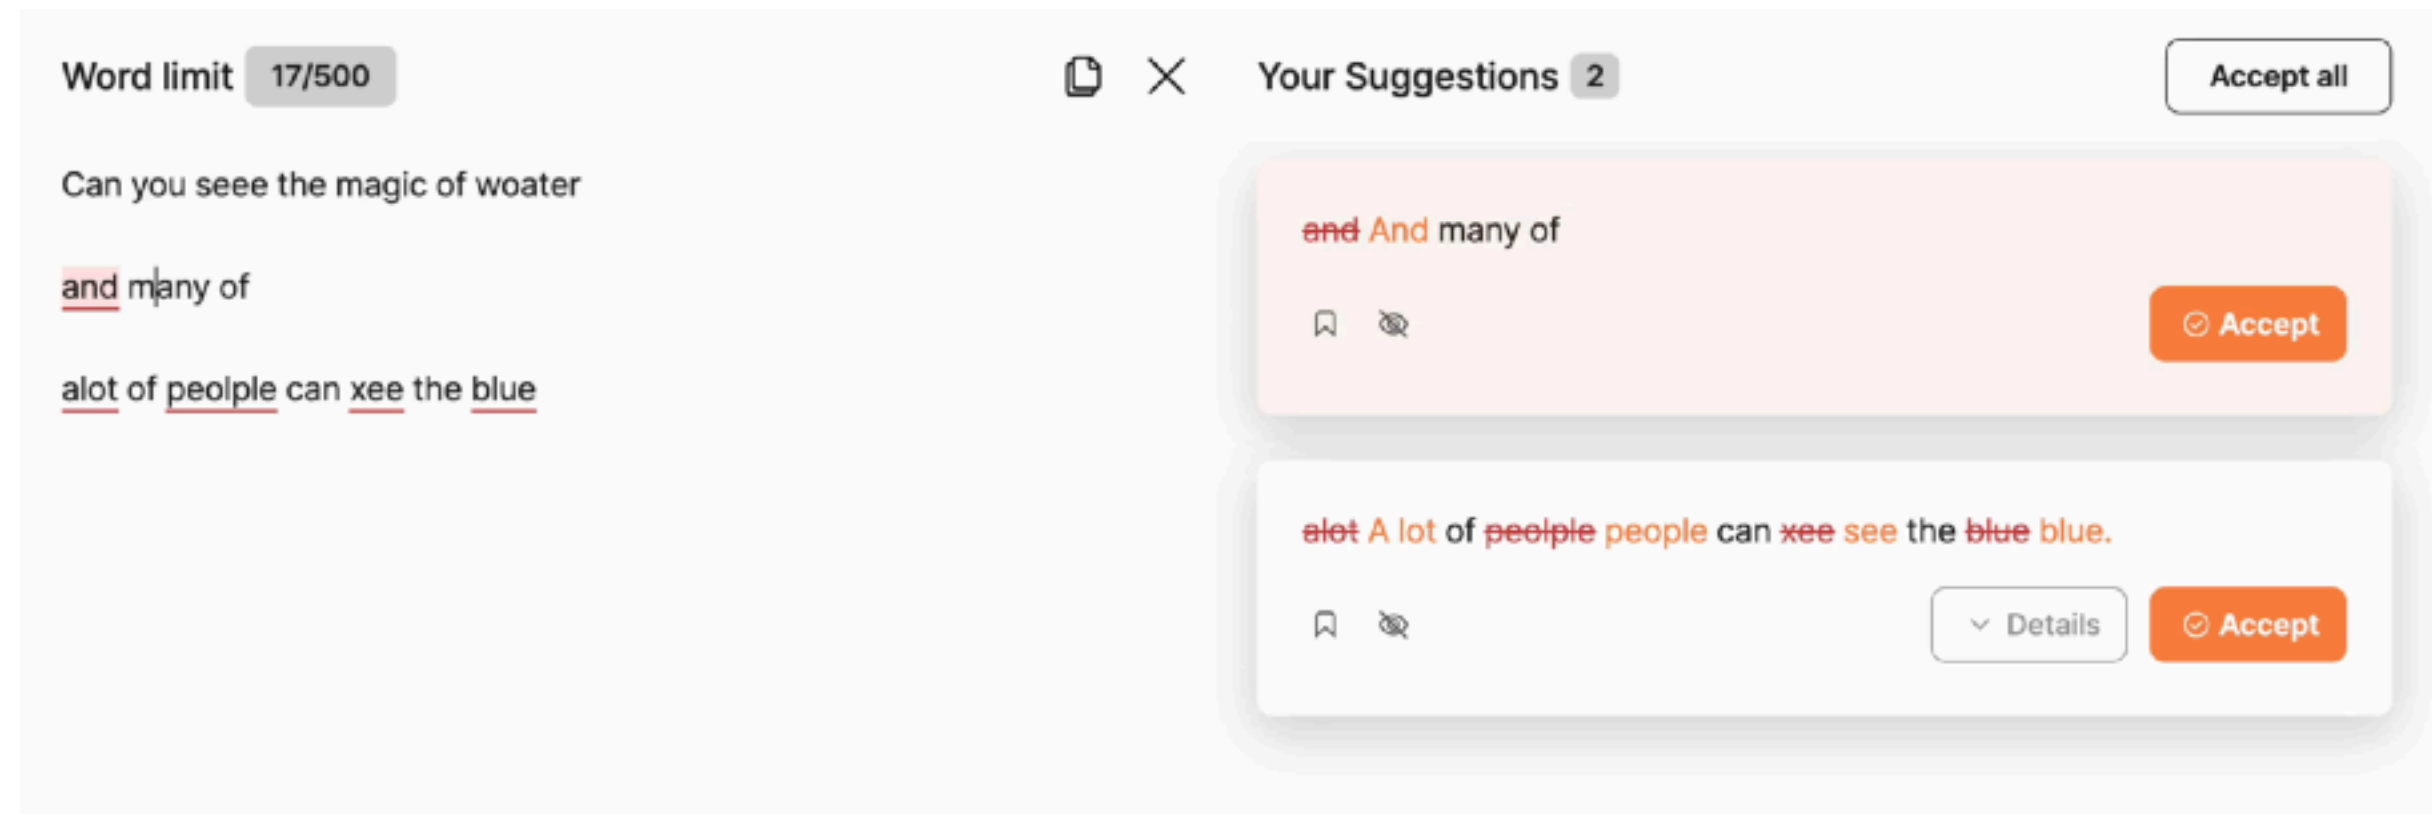 Word limit 17/500
Can you seee the magic of woater
and many of
alot of peolple can xee the blue
Your Suggestions 2
Accept all
and And many of
Accept
alot A lot of peolple people can xee see the blue blue.
Details
Accept